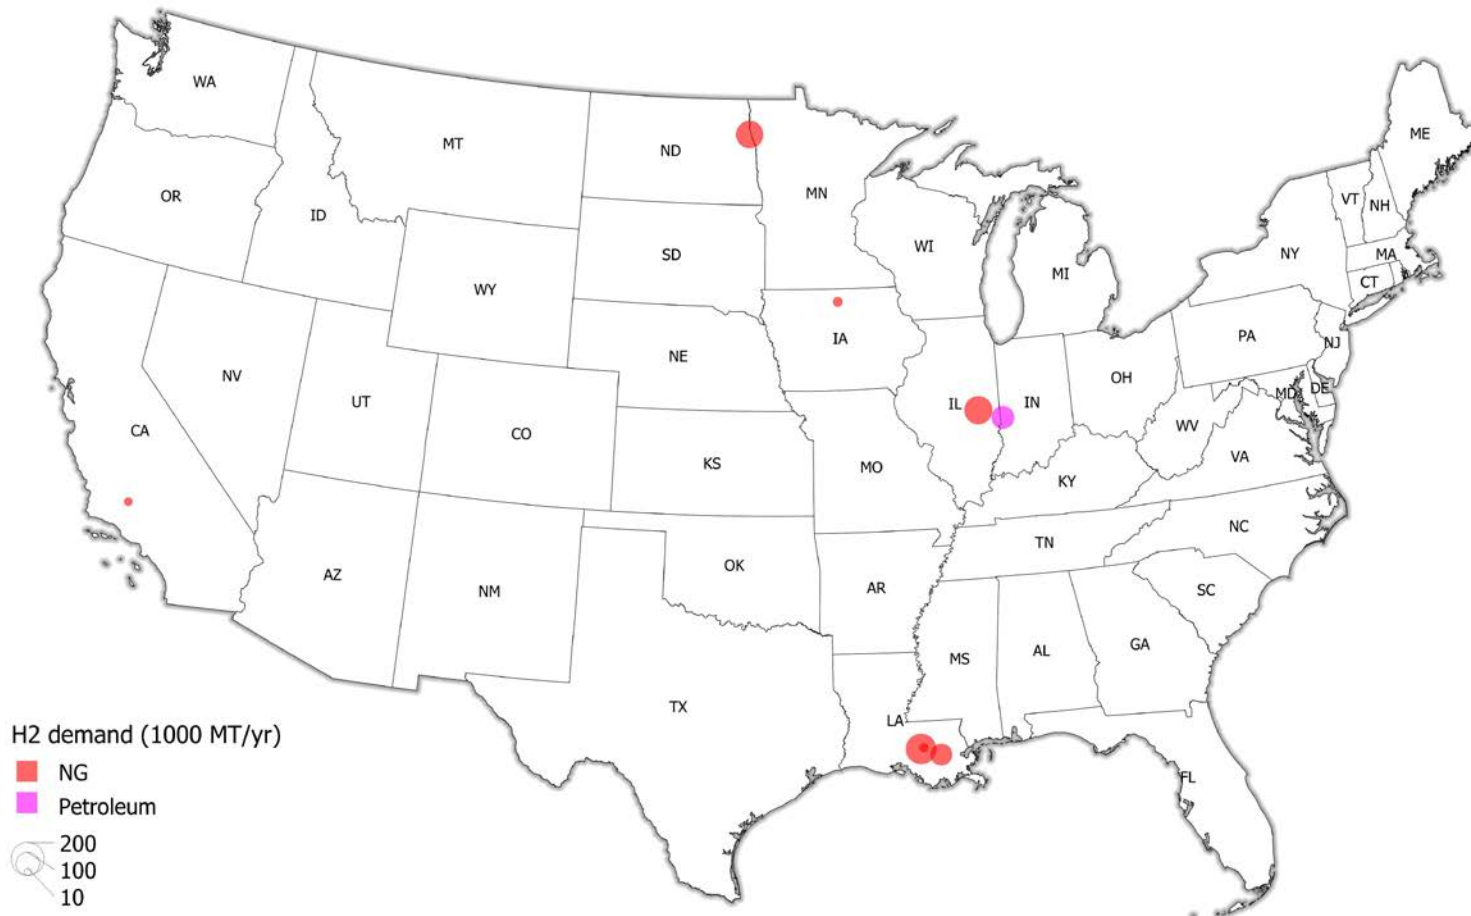 WA
MT
ND
MN
ME
OR
ID
VT
NH
WI
NY
MA
SD
MI
CT
WY
IA
NE
PA
NJ
NV
OH
UT
IL
IN
MD
DE
CA
CO
WV
KS
MO
VA
KY
NC
TN
AZ
OK
NM
AR
SC
MS
AL
GA
TX
LA
FL
H2 demand (1000 MT/yr)
NG
Petroleum
200
100
10